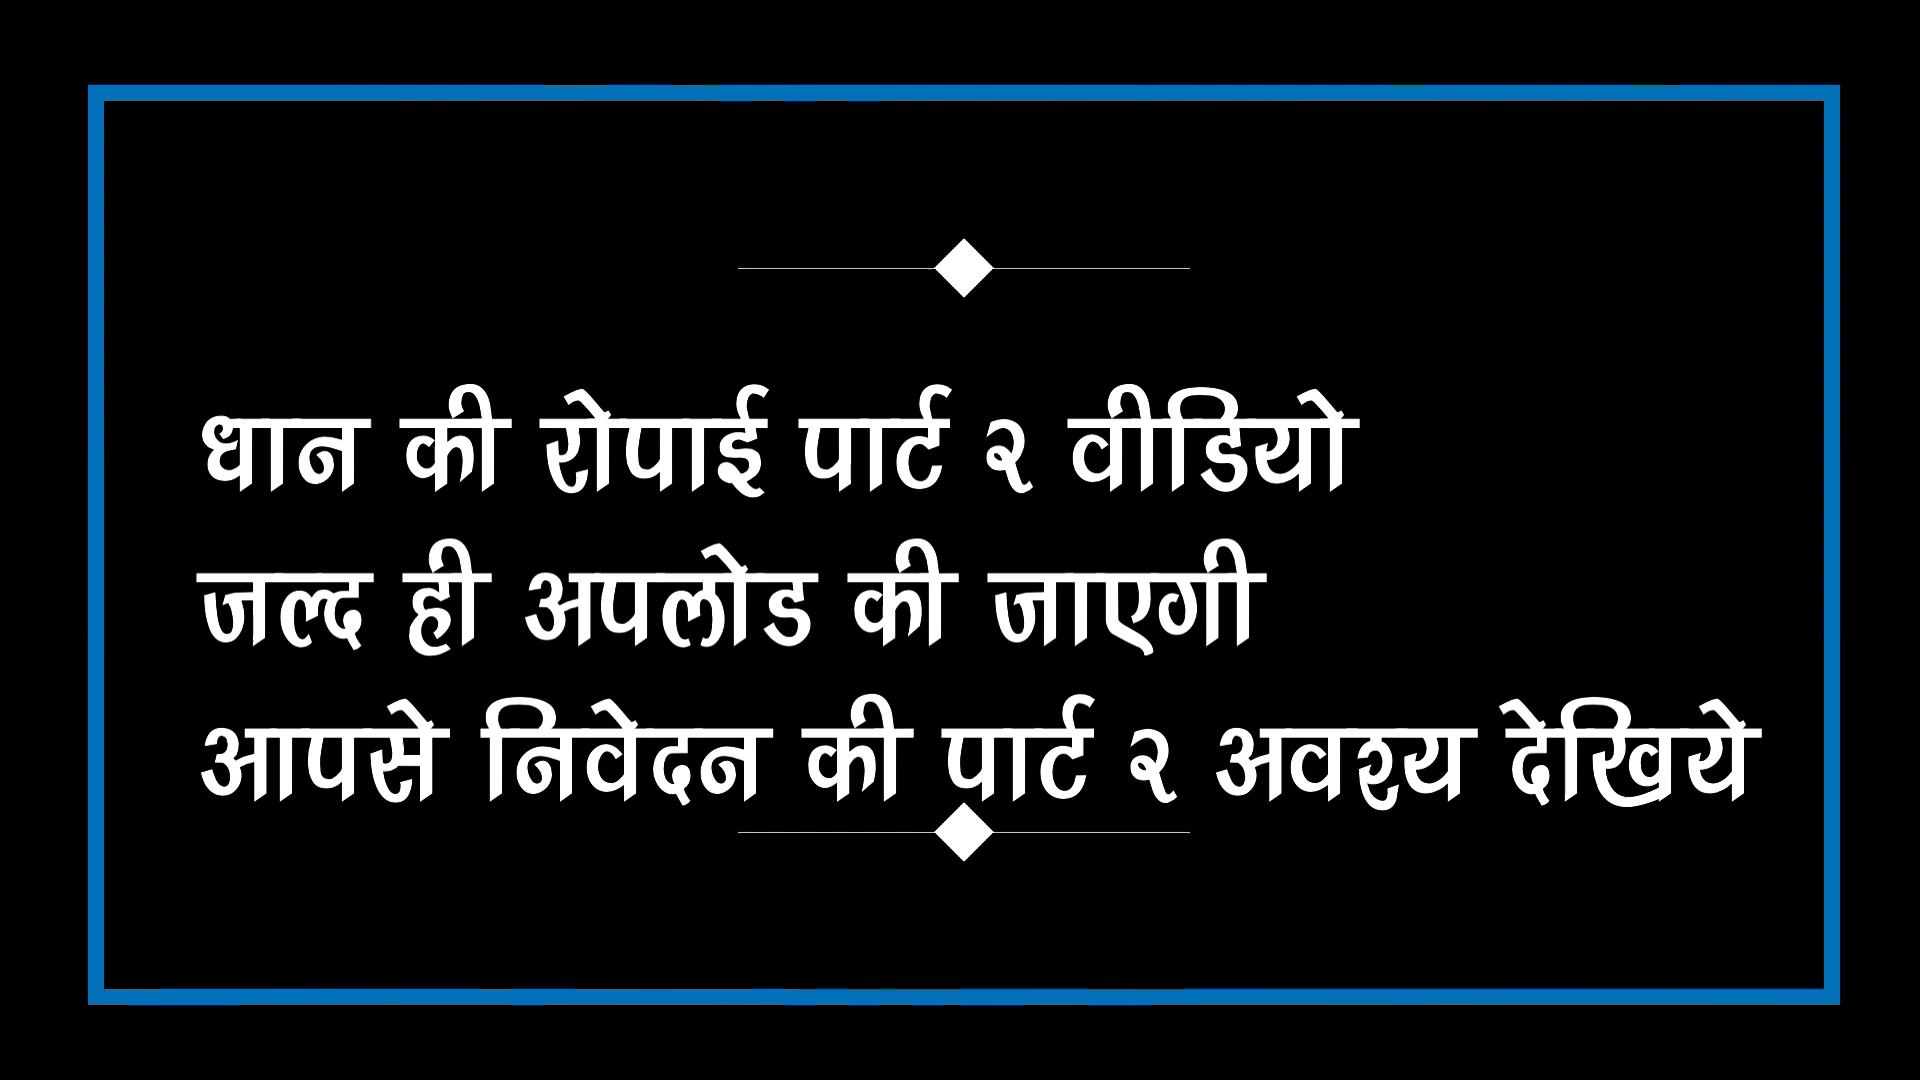 धान की रोपाई पार्ट २ वीडियो
जल्द ही अपलोड की जाएगी
आपसे निवेदन की पार्ट २ अवश्य देखिये